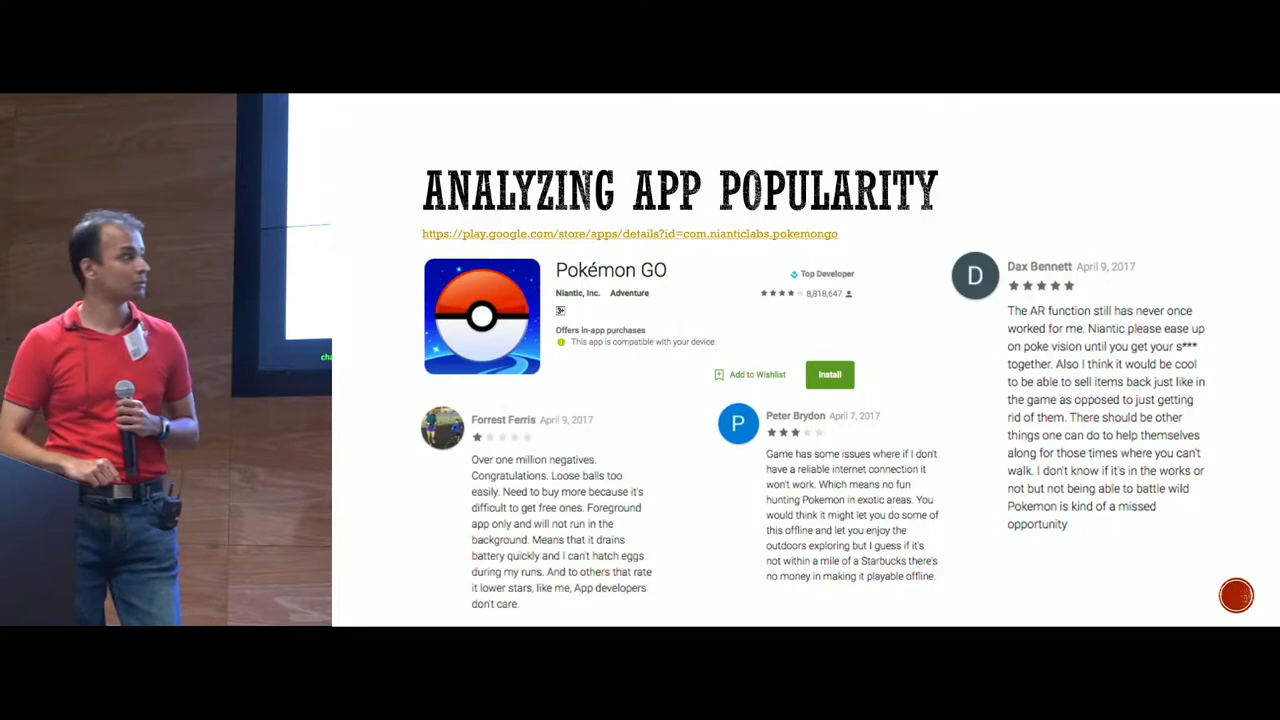 ANALYZING APP POPULARITY
https://play.google.com/store/apps/details?id=com.nianticlabs.pokemongo
Pokémon GO
Top Developer
Niantic, Inc. Adventure
8,818,647
3+
Offers in-app purchases
This app is compatible with your device.
Add to Wishlist
Install
Forrest Ferris April 9, 2017
Over one million negatives.
Congratulations. Loose balls too
easily. Need to buy more because it's
difficult to get free ones. Foreground
app only and will not run in the
background. Means that it drains
battery quickly and I can't hatch eggs
during my runs. And to others that rate
it lower stars, like me, App developers
don't care.
P
Peter Brydon April 7, 2017
Game has some issues where if I don't
have a reliable internet connection it
won't work. Which means no fun
hunting Pokemon in exotic areas. You
would think it might let you do some of
this offline and let you enjoy the
outdoors exploring but I guess if it's
not within a mile of a Starbucks there's
no money in making it playable offline.
D
Dax Bennett April 9, 2017
The AR function still has never once
worked for me. Niantic please ease up
on poke vision until you get your s***
together. Also I think it would be cool
to be able to sell items back just like in
the game as opposed to just getting
rid of them. There should be other
things one can do to help themselves
along for those times where you can't
walk. I don't know if it's in the works or
not but not being able to battle wild
Pokemon is kind of a missed
opportunity